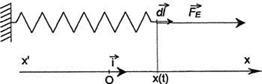 dl F_E
x' i x
O x(t)